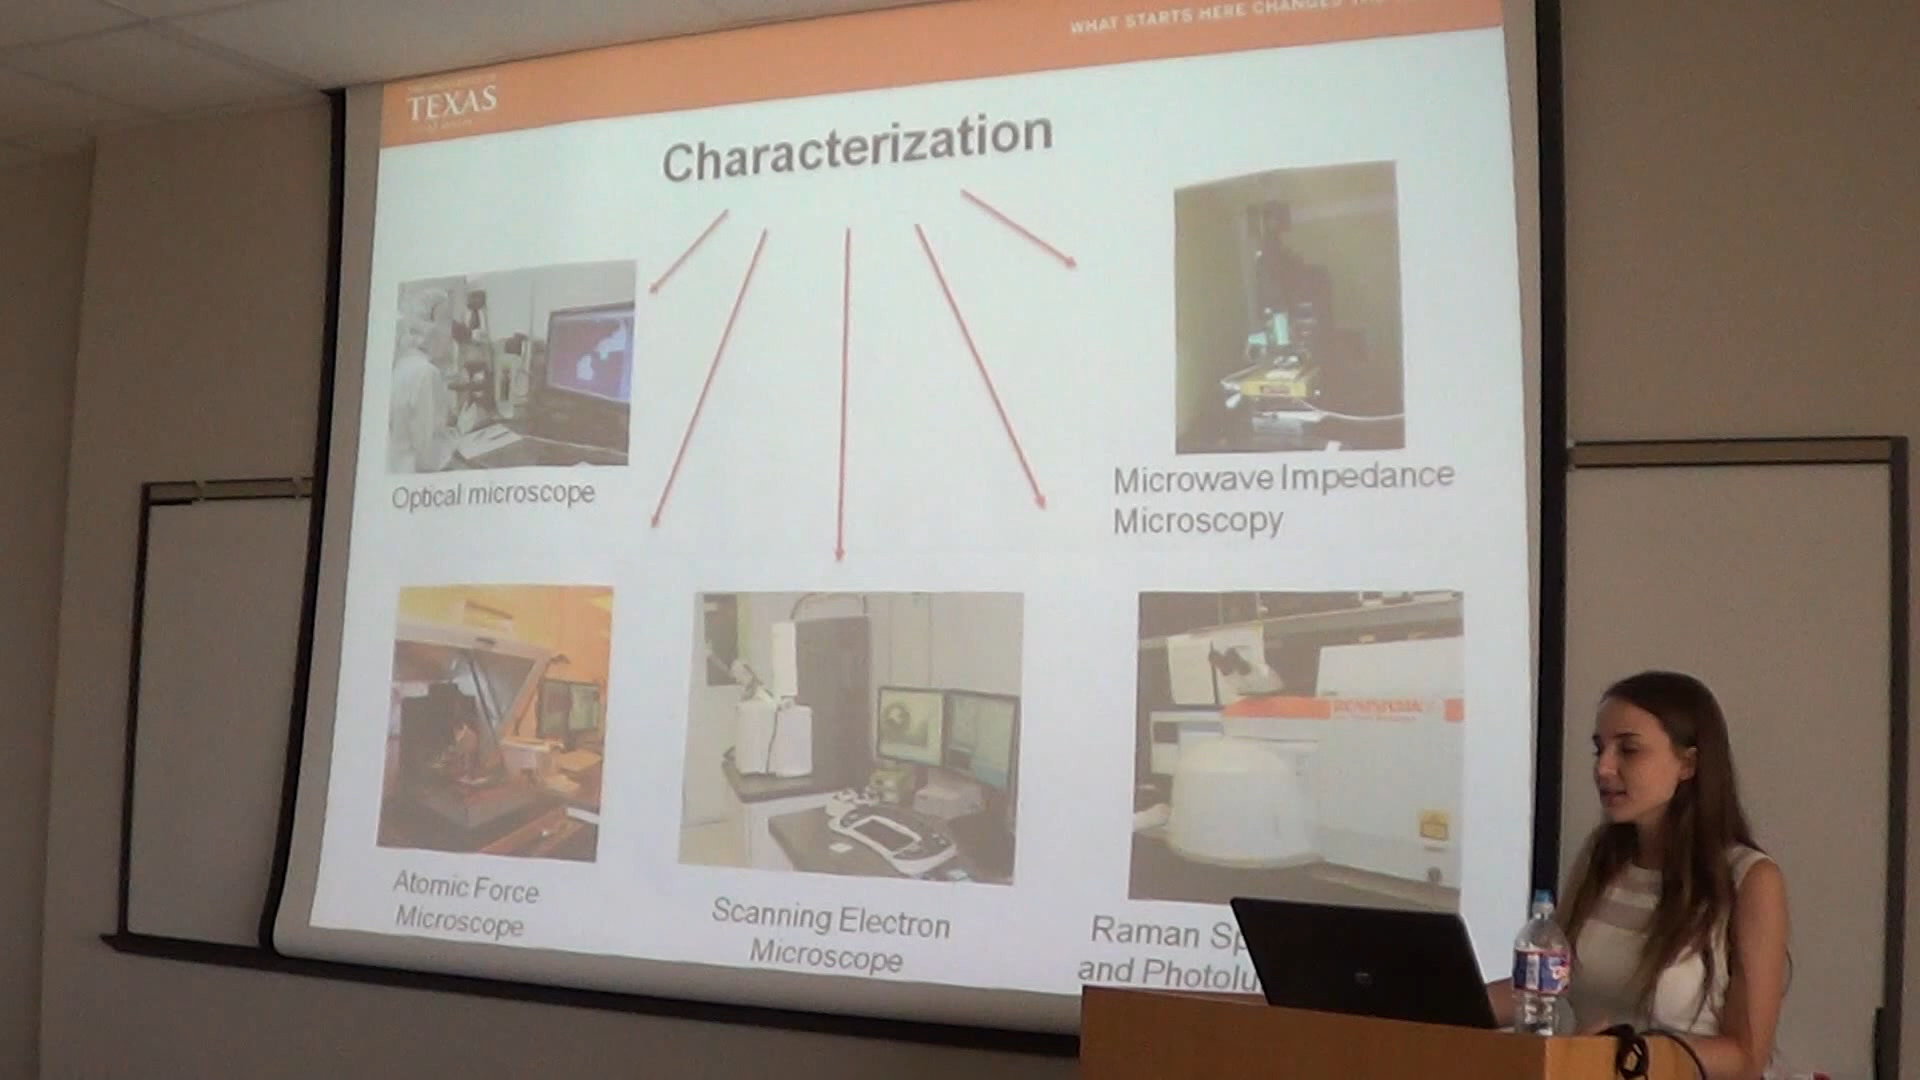 WHAT STARTS HERE CHANGES
TEXAS
Characterization
Optical microscope
Microwave Impedance
Microscopy
Atomic Force
Microscope
Scanning Electron
Microscope
Raman Sp
and Photolu